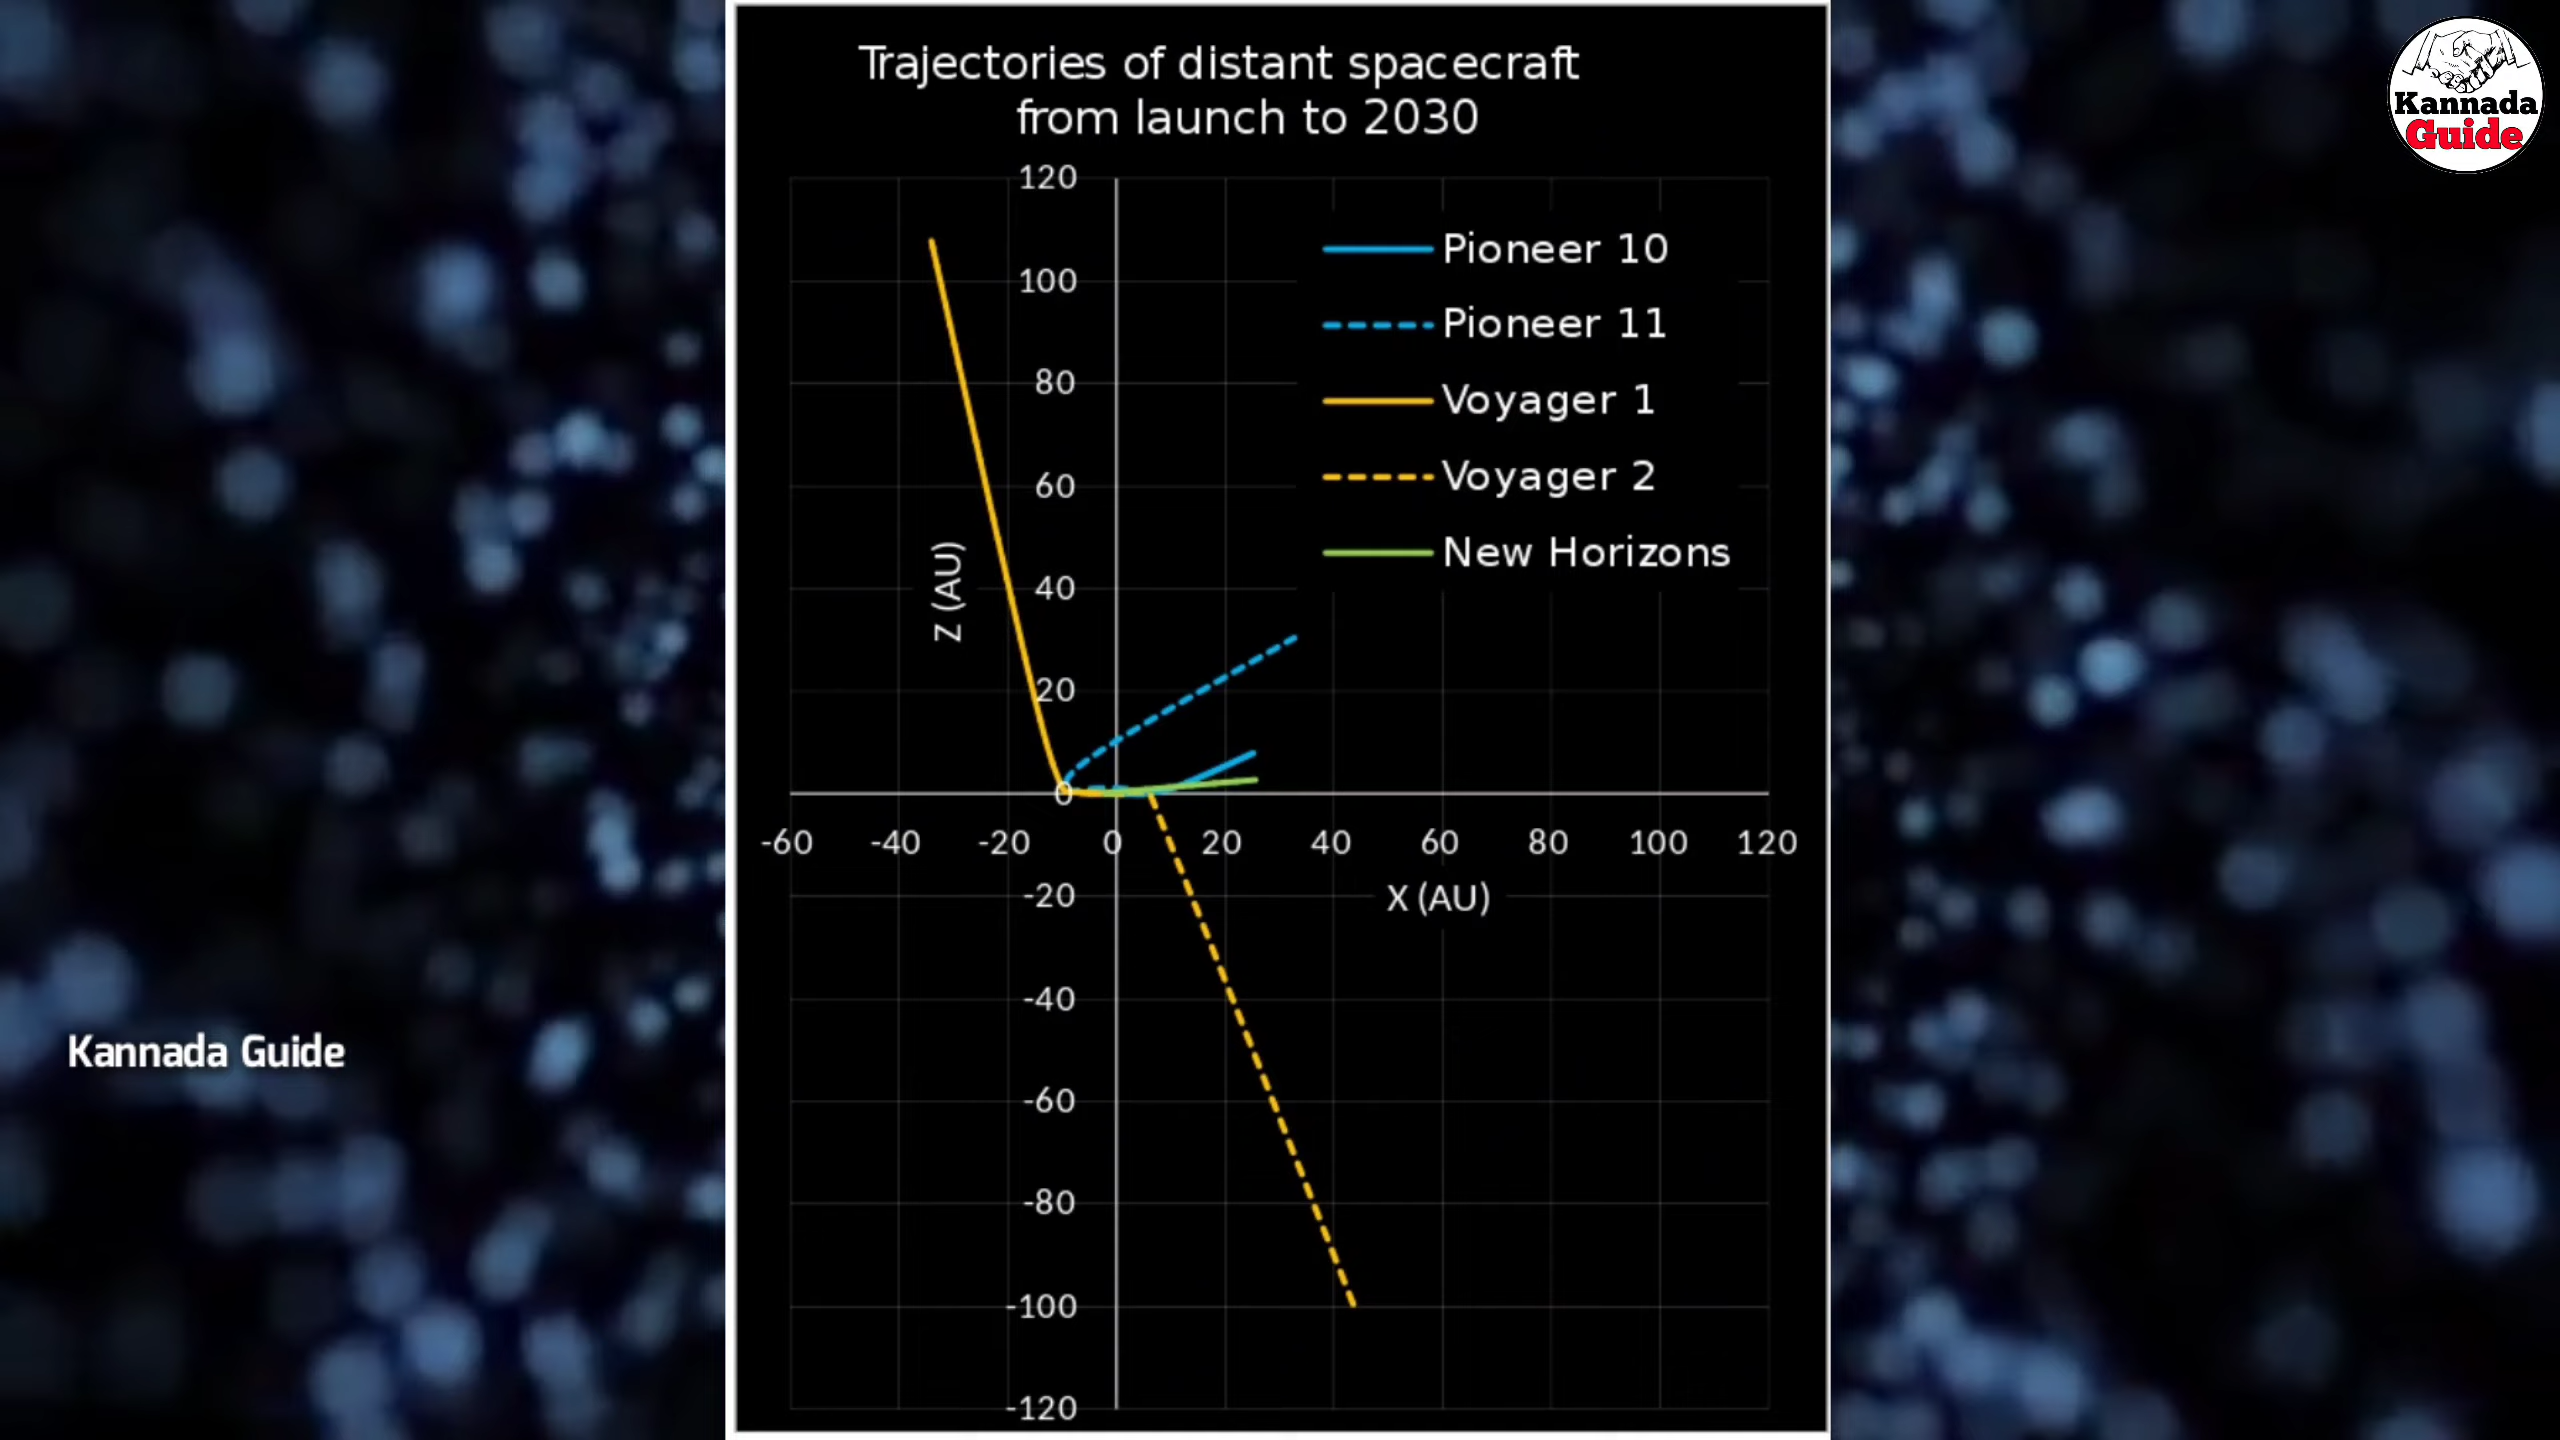 Trajectories of distant spacecraft
from launch to 2030
120
100
80
60
40
20
0
-20
-40
-60
-80
-100
-120
Z (AU)
-60 -40 -20 0 20 40 60 80 100 120
X (AU)
Pioneer 10
Pioneer 11
Voyager 1
Voyager 2
New Horizons
Kannada
Guide
Kannada Guide